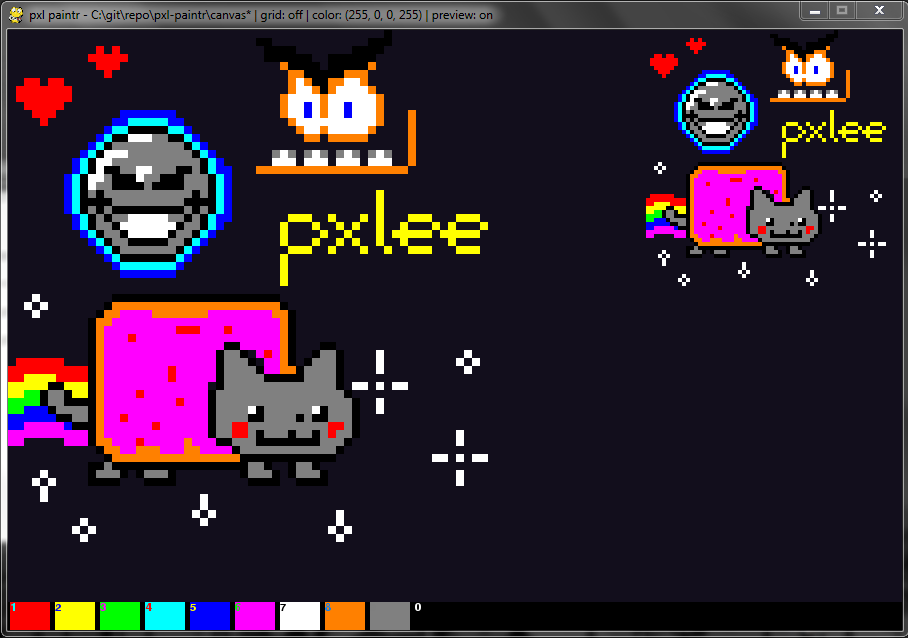 pxl paintr - C:\git\repo\pxl-paintr\canvas* | grid: off | color: (255, 0, 0, 255) | preview: on
pxlee
pxlee
1 2 3 4 5 6 7 8 0